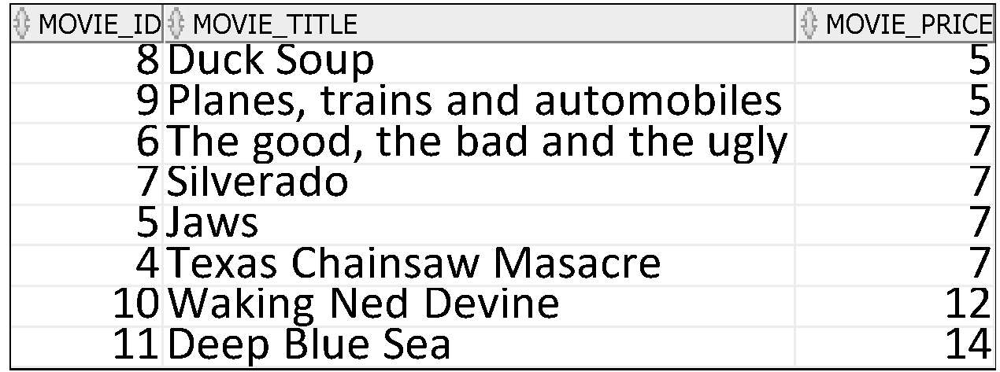 MOVIE_ID MOVIE_TITLE MOVIE_PRICE
8 Duck Soup 5
9 Planes, trains and automobiles 5
6 The good, the bad and the ugly 7
7 Silverado 7
5 Jaws 7
4 Texas Chainsaw Masacre 7
10 Waking Ned Devine 12
11 Deep Blue Sea 14